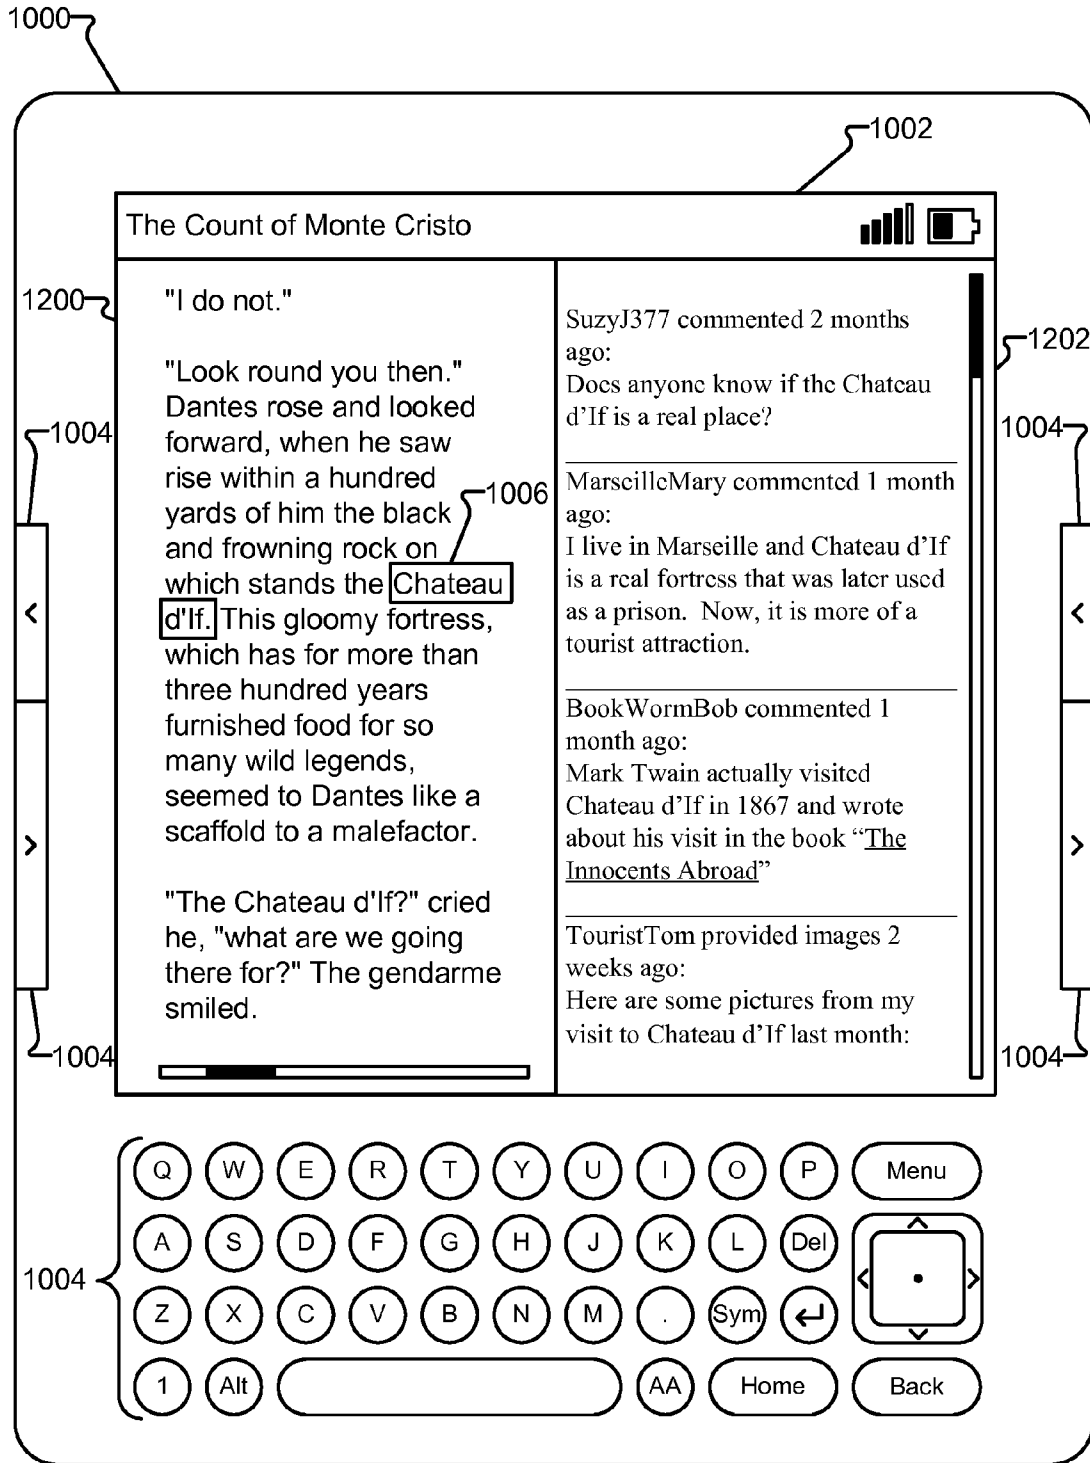 1000
1002
The Count of Monte Cristo
1200
"I do not."
"Look round you then."
Dantes rose and looked
forward, when he saw
rise within a hundred
yards of him the black
and frowning rock on
which stands the Chateau
d'If. This gloomy fortress,
which has for more than
three hundred years
furnished food for so
many wild legends,
seemed to Dantes like a
scaffold to a malefactor.
"The Chateau d'If?" cried
he, "what are we going
there for?" The gendarme
smiled.
1006
SuzyJ377 commented 2 months
ago:
Does anyone know if the Chateau
d'If is a real place?
MarseilleMary commented 1 month
ago:
I live in Marseille and Chateau d'If
is a real fortress that was later used
as a prison.  Now, it is more of a
tourist attraction.
BookWormBob commented 1
month ago:
Mark Twain actually visited
Chateau d'If in 1867 and wrote
about his visit in the book “The
Innocents Abroad”
TouristTom provided images 2
weeks ago:
Here are some pictures from my
visit to Chateau d'If last month:
1202
1004
1004
<
<
>
>
1004
1004
Q W E R T Y U I O P Menu
A S D F G H J K L Del
1004
Z X C V B N M . Sym
1 Alt AA Home Back